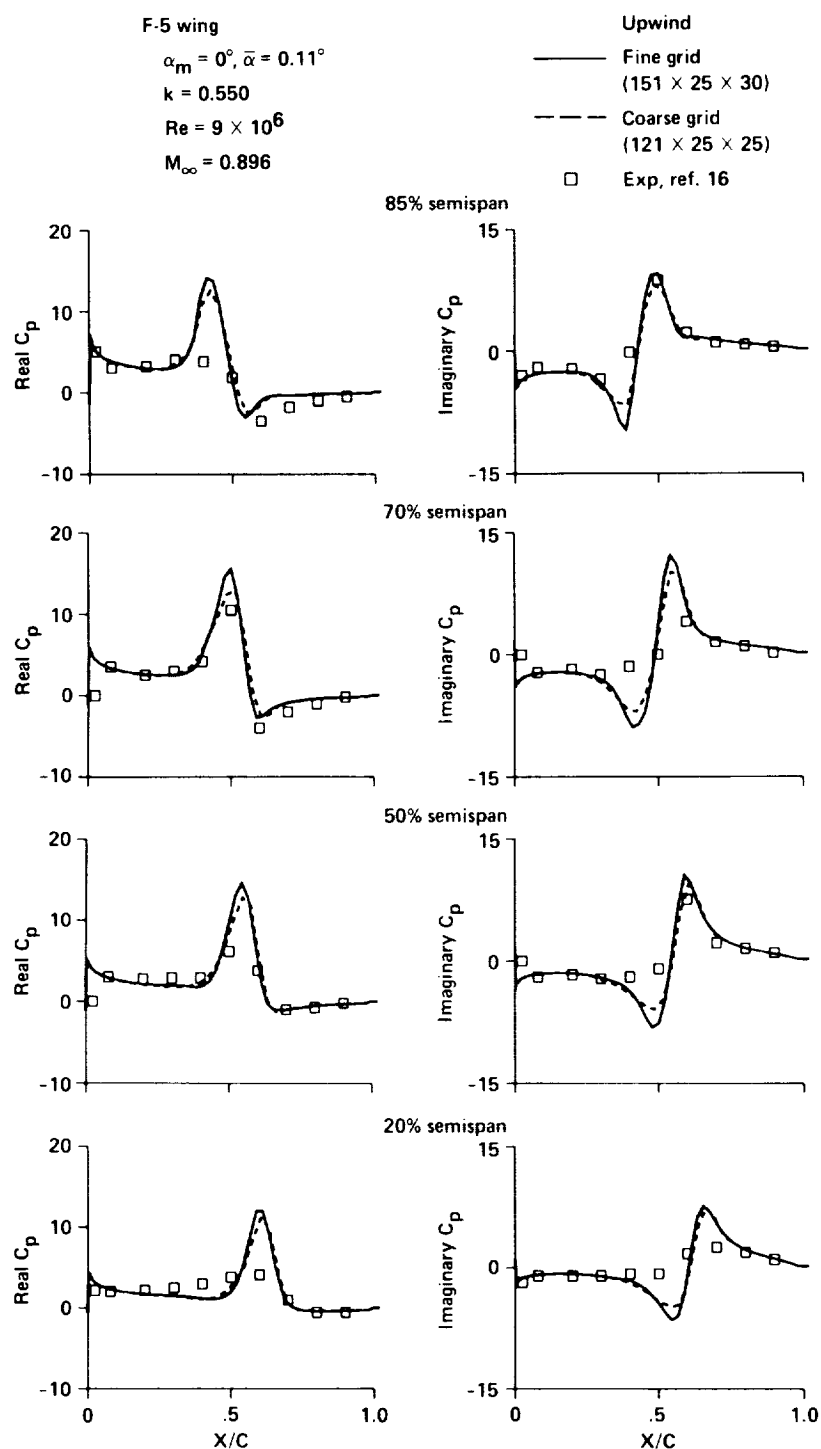 F-5 wing
αm = 0°, ᾱ = 0.11°
k = 0.550
Re = 9 × 10⁶
M∞ = 0.896
Upwind
Fine grid
(151 × 25 × 30)
Coarse grid
(121 × 25 × 25)
Exp, ref. 16
85% semispan
Real Cp
20
10
0
-10
Imaginary Cp
15
0
-15
70% semispan
Real Cp
20
10
0
-10
Imaginary Cp
15
0
-15
50% semispan
Real Cp
20
10
0
-10
Imaginary Cp
15
0
-15
20% semispan
Real Cp
20
10
0
-10
0 .5 1.0
X/C
Imaginary Cp
15
0
-15
0 .5 1.0
X/C